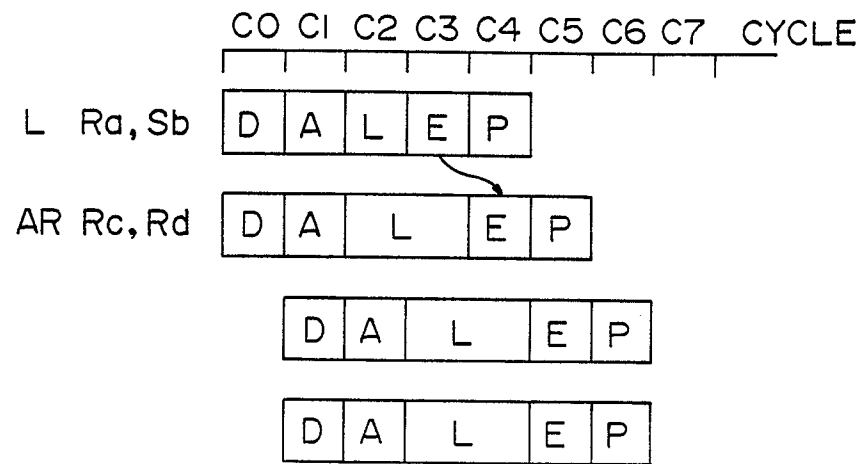 C0 C1 C2 C3 C4 C5 C6 C7 CYCLE
L Ra, Sb D A L E P
AR Rc, Rd D A L E P
D A L E P
D A L E P